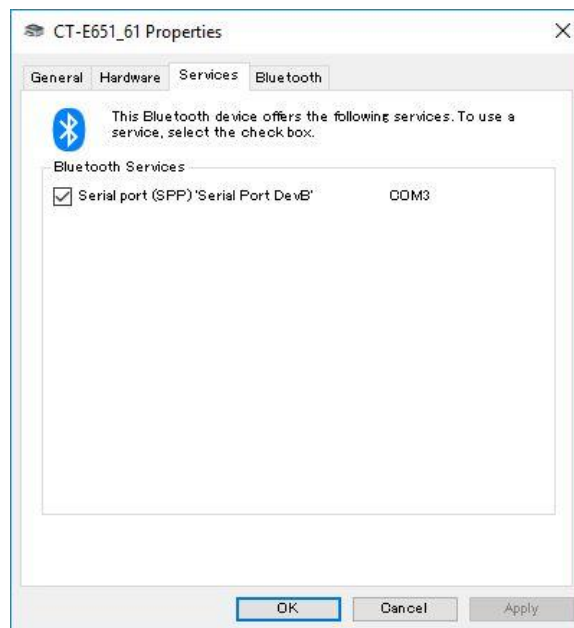 CT-E651_61 Properties
General Hardware Services Bluetooth
This Bluetooth device offers the following services. To use a
service, select the check box.
Bluetooth Services
Serial port (SPP) 'Serial Port DevB' COM3
OK Cancel Apply